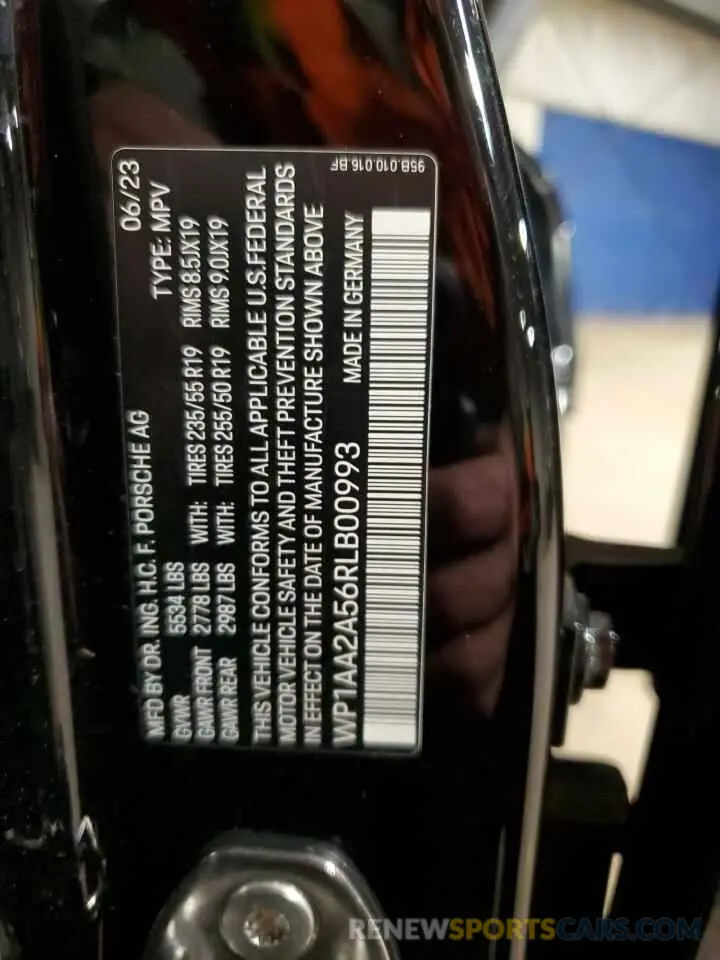 MFD BY DR. ING. H.C. F. PORSCHE AG 06/23
GVWR 5534 LBS TYPE: MPV
GAWR FRONT 2778 LBS WITH: TIRES 235/55 R19 RIMS 8.5JX19
GAWR REAR 2987 LBS WITH: TIRES 255/50 R19 RIMS 9.0JX19
THIS VEHICLE CONFORMS TO ALL APPLICABLE U.S.FEDERAL
MOTOR VEHICLE SAFETY AND THEFT PREVENTION STANDARDS
IN EFFECT ON THE DATE OF MANUFACTURE SHOWN ABOVE
WP1AA2A56RLB00993 MADE IN GERMANY
95B.010.016.BF
RENEWSPORTSCARS.COM